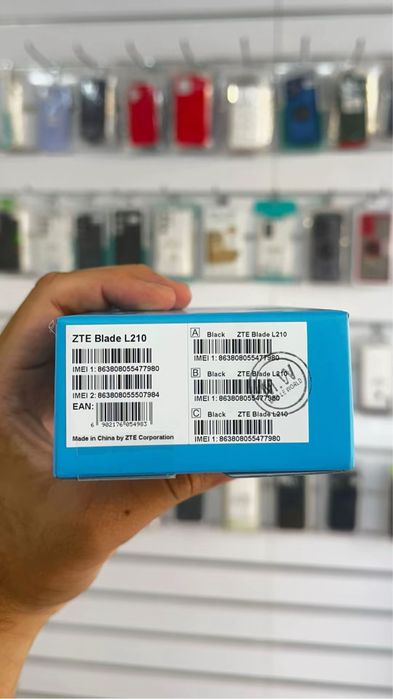 ZTE Blade L210
IMEI 1: 863808055477980
IMEI 2: 863808055507984
EAN:
6 902176 054983
Made in China by ZTE Corporation
A Black ZTE Blade L210
IMEI 1: 863808055477980
B Black ZTE Blade L210
IMEI 1: 863808055477980
C Black ZTE Blade L210
IMEI 1: 863808055477980
M.W
WORLD